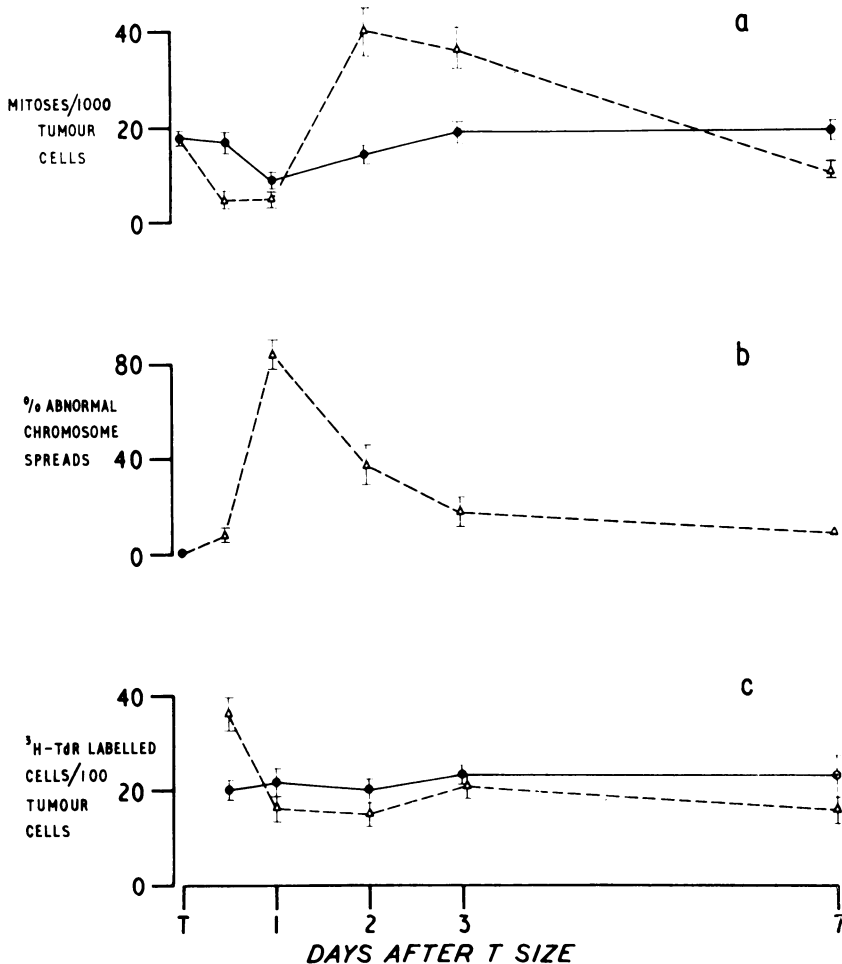 a
40
MITOSES/1000
TUMOUR
CELLS
20
0
b
80
% ABNORMAL
CHROMOSOME
SPREADS
40
0
c
40
³H-TdR LABELLED
CELLS/100
TUMOUR
CELLS
20
0
T 1 2 3 7
DAYS AFTER T SIZE